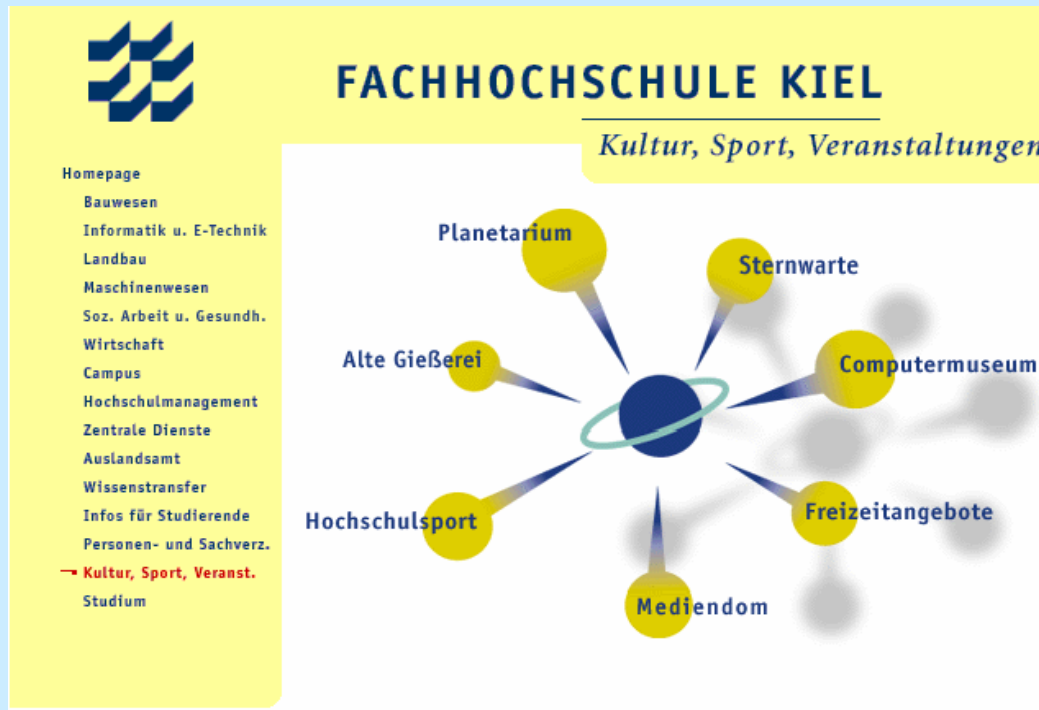 FACHHOCHSCHULE KIEL
Kultur, Sport, Veranstaltungen
Homepage
Bauwesen
Informatik u. E-Technik
Landbau
Maschinenwesen
Soz. Arbeit u. Gesundh.
Wirtschaft
Campus
Hochschulmanagement
Zentrale Dienste
Auslandsamt
Wissenstransfer
Infos für Studierende
Personen- und Sachverz.
Kultur, Sport, Veranst.
Studium
Planetarium
Sternwarte
Alte Gießerei
Computermuseum
Hochschulsport
Freizeitangebote
Mediendom